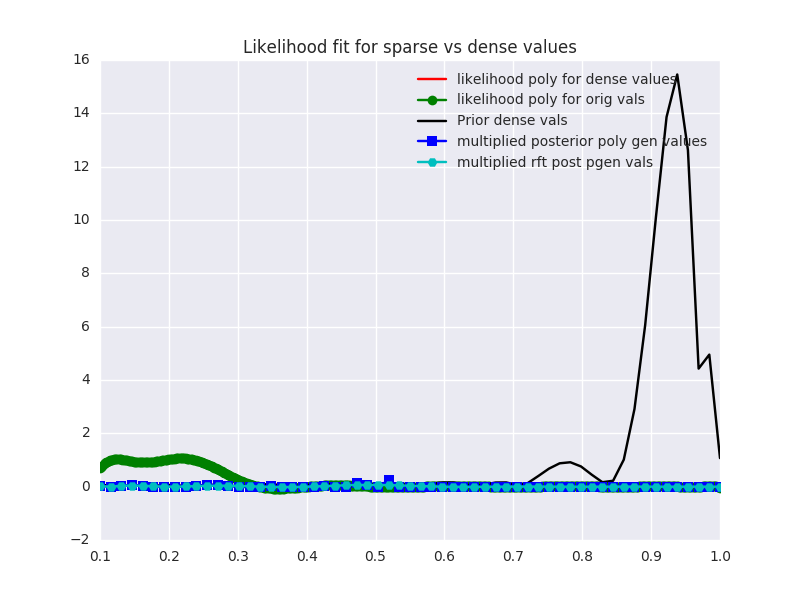 Likelihood fit for sparse vs dense values
16
14
12
10
8
6
4
2
0
−2
likelihood poly for dense values
likelihood poly for orig vals
Prior dense vals
multiplied posterior poly gen values
multiplied rft post pgen vals
0.1 0.2 0.3 0.4 0.5 0.6 0.7 0.8 0.9 1.0